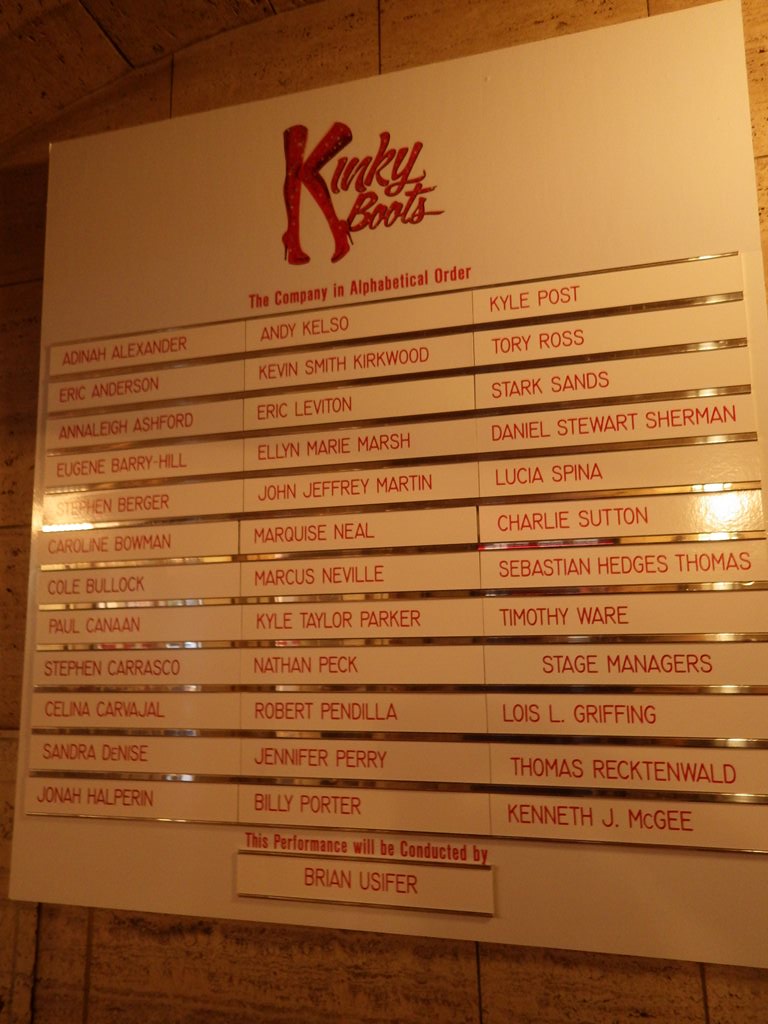 Kinky
Boots
The Company in Alphabetical Order
ADINAH ALEXANDER
ERIC ANDERSON
ANNALEIGH ASHFORD
EUGENE BARRY-HILL
STEPHEN BERGER
CAROLINE BOWMAN
COLE BULLOCK
PAUL CANAAN
STEPHEN CARRASCO
CELINA CARVAJAL
SANDRA DeNISE
JONAH HALPERIN
ANDY KELSO
KEVIN SMITH KIRKWOOD
ERIC LEVITON
ELLYN MARIE MARSH
JOHN JEFFREY MARTIN
MARQUISE NEAL
MARCUS NEVILLE
KYLE TAYLOR PARKER
NATHAN PECK
ROBERT PENDILLA
JENNIFER PERRY
BILLY PORTER
KYLE POST
TORY ROSS
STARK SANDS
DANIEL STEWART SHERMAN
LUCIA SPINA
CHARLIE SUTTON
SEBASTIAN HEDGES THOMAS
TIMOTHY WARE
STAGE MANAGERS
LOIS L. GRIFFING
THOMAS RECKTENWALD
KENNETH J. McGEE
This Performance will be Conducted by
BRIAN USIFER